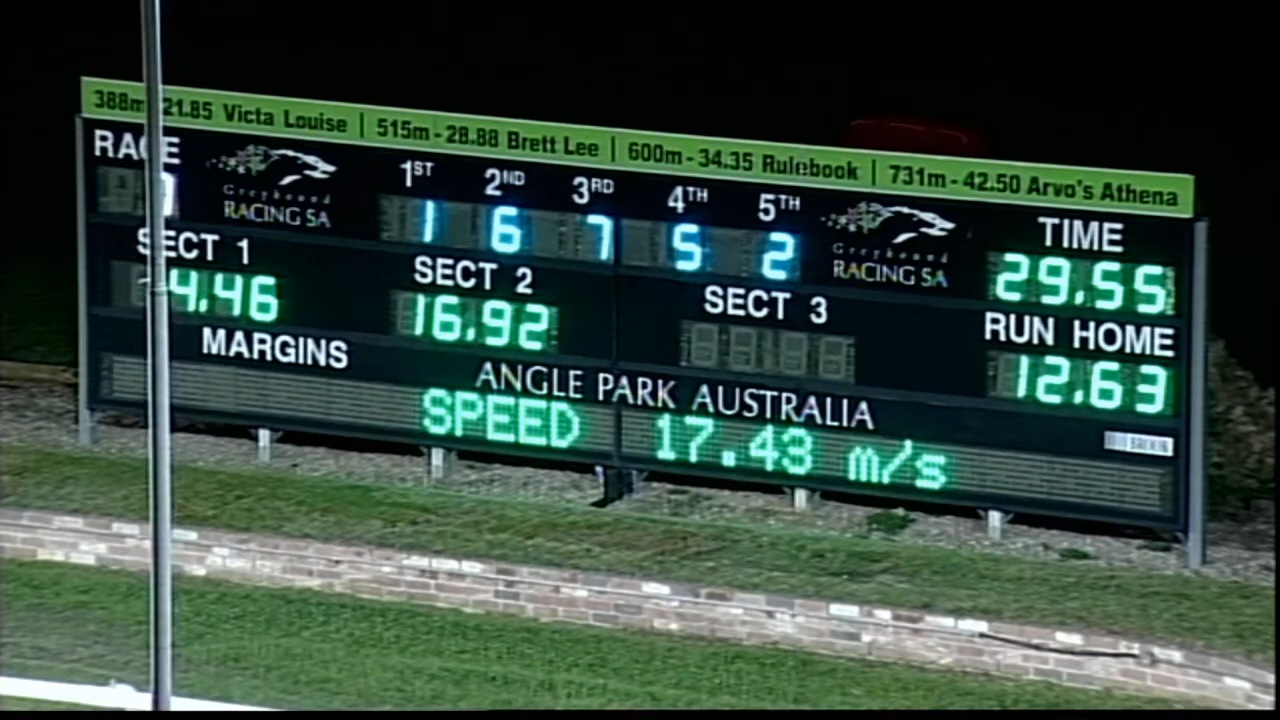 388m 21.85 Victa Louise | 515m - 28.88 Brett Lee | 600m - 34.35 Rulebook | 731m - 42.50 Arvo's Athena
RACE
1ST 2ND 3RD 4TH 5TH
Greyhound
RACING SA
1 6 7 5 2
Greyhound
RACING SA
TIME
29.55
SECT 1
4.46
SECT 2
16.92
SECT 3
RUN HOME
12.63
MARGINS
ANGLE PARK AUSTRALIA
SPEED 17.43 m/s